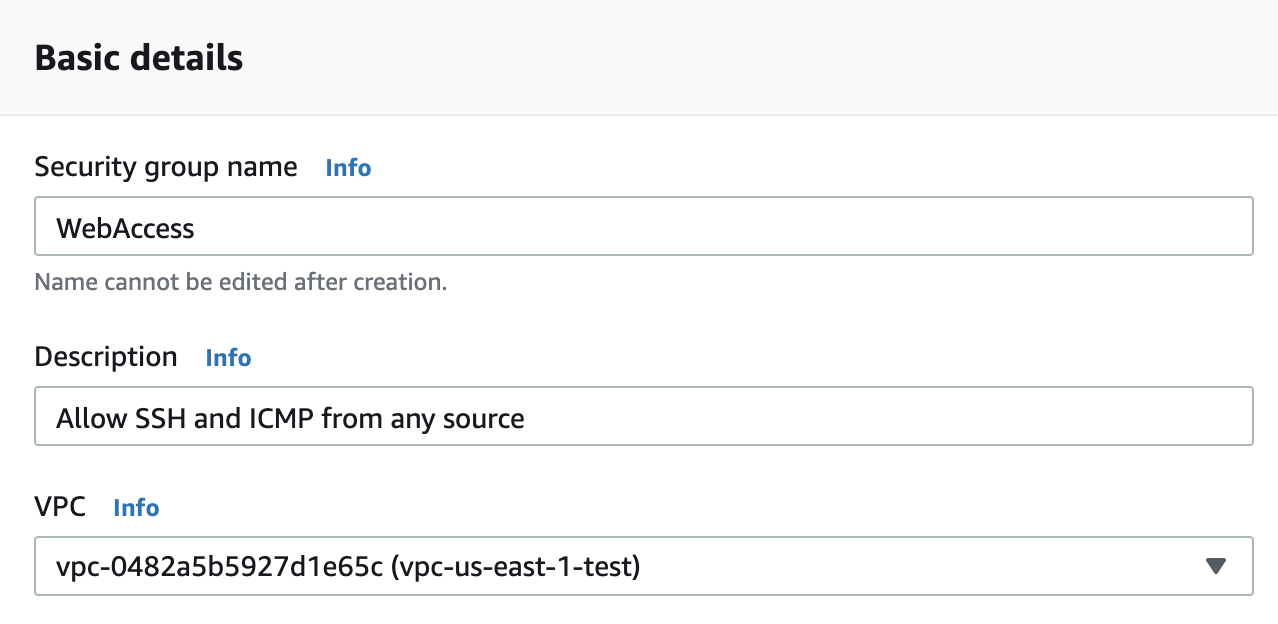 Basic details
Security group name Info
WebAccess
Name cannot be edited after creation.
Description Info
Allow SSH and ICMP from any source
VPC Info
vpc-0482a5b5927d1e65c (vpc-us-east-1-test)